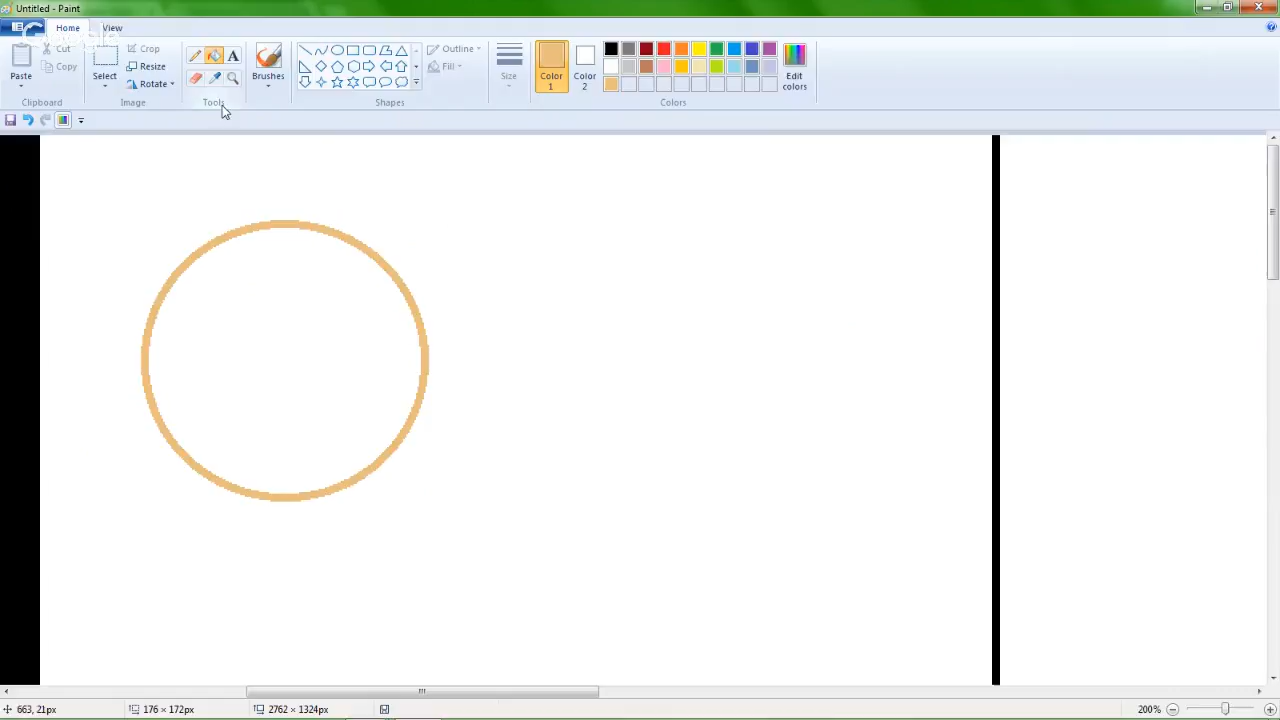 Untitled - Paint
Home View
Cut
Copy
Paste
Clipboard
Crop
Resize
Rotate
Select
Image
A
Tools
Brushes
Outline
Fill
Shapes
Size
Color 1
Color 2
Edit colors
Colors
663, 21px
176 × 172px
2762 × 1324px
200%